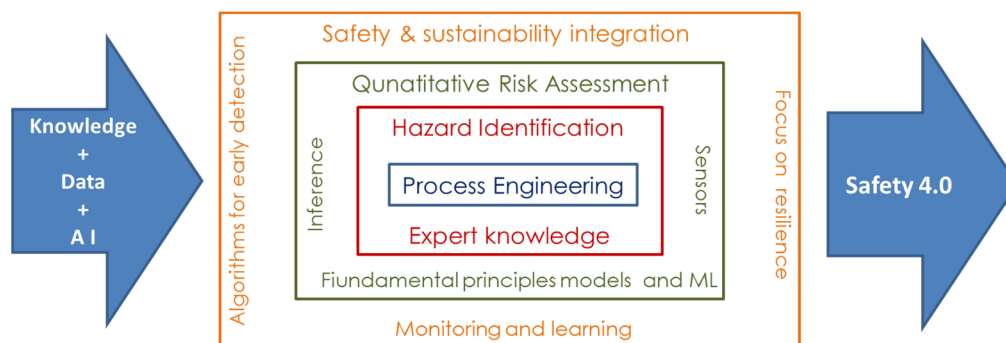 Knowledge
+
Data
+
A I
Algorithms for early detection
Safety & sustainability integration
Qunatitative Risk Assessment
Inference
Hazard Identification
Process Engineering
Expert knowledge
Sensors
Fiundamental principles models and ML
Monitoring and learning
Focus on resilience
Safety 4.0